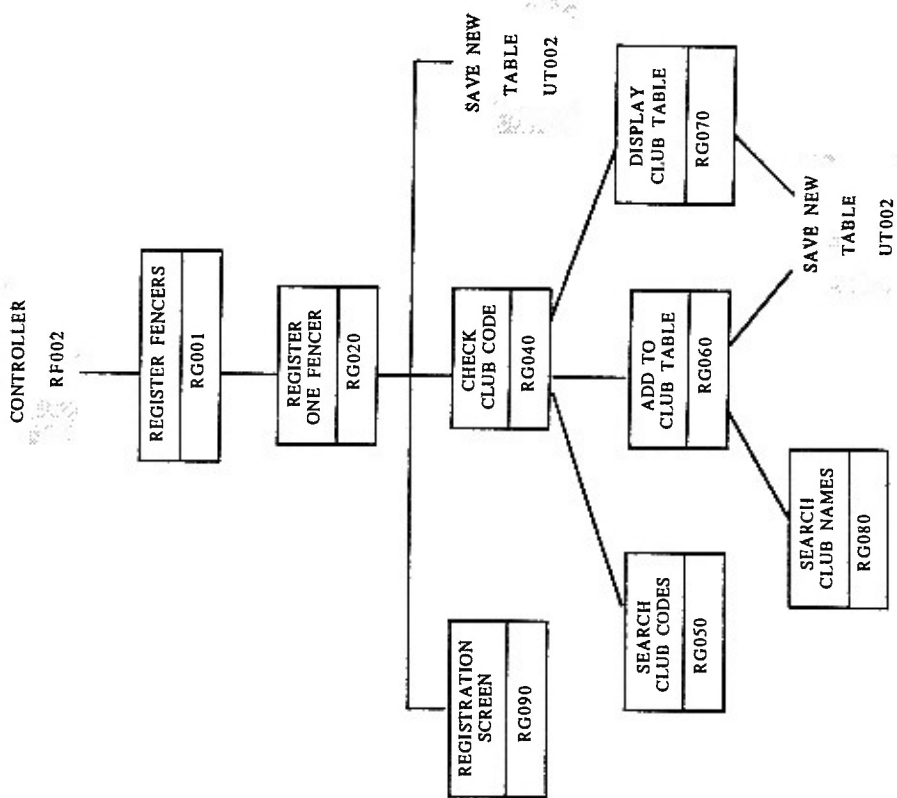 CONTROLLER
RF002
REGISTER FENCERS
RG001
REGISTER
ONE FENCER
RG020
REGISTRATION
SCREEN
RG090
CHECK
CLUB CODE
RG040
SAVE NEW
TABLE
UT002
SEARCH
CLUB CODES
RG050
ADD TO
CLUB TABLE
RG060
DISPLAY
CLUB TABLE
RG070
SEARCH
CLUB NAMES
RG080
SAVE NEW
TABLE
UT002